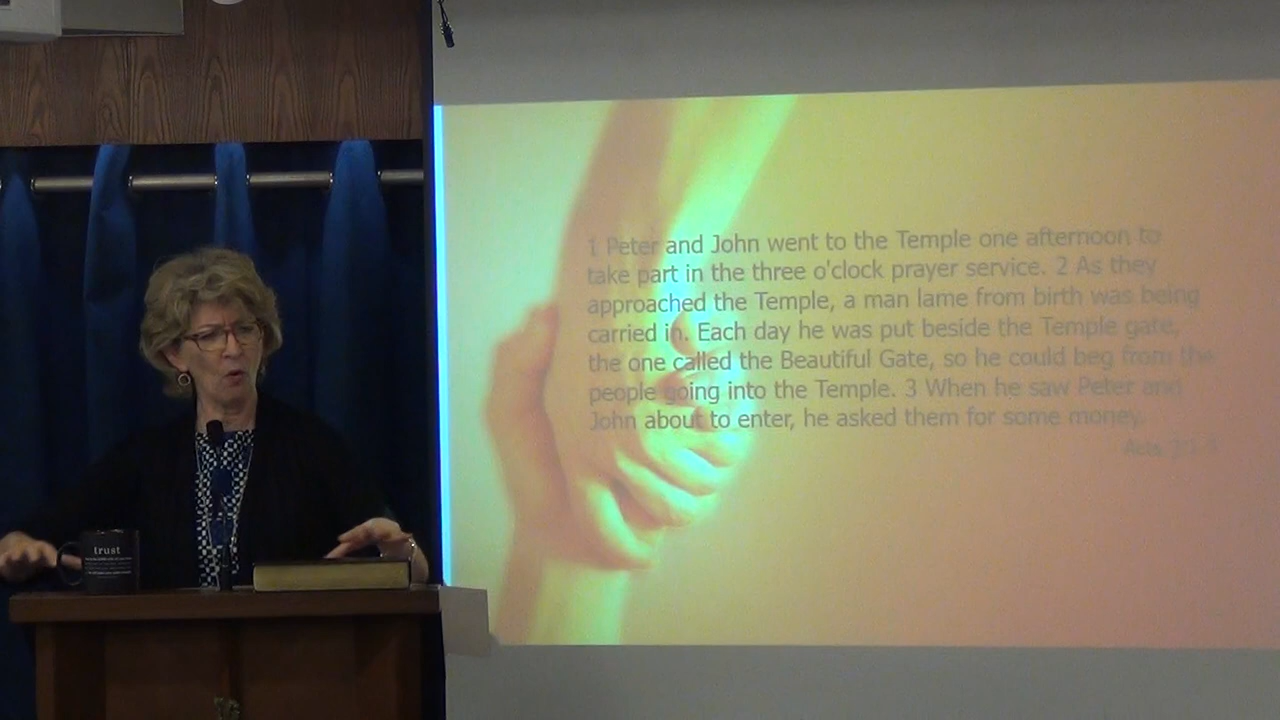 1 Peter and John went to the Temple one afternoon to
take part in the three o'clock prayer service. 2 As they
approached the Temple, a man lame from birth was being
carried in. Each day he was put beside the Temple gate,
the one called the Beautiful Gate, so he could beg from the
people going into the Temple. 3 When he saw Peter and
John about to enter, he asked them for some money.
Acts
trust